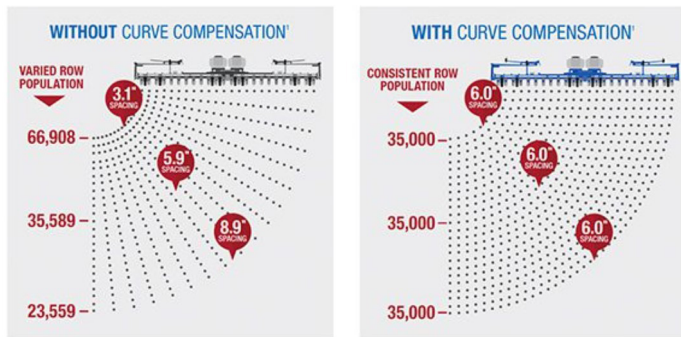 WITHOUT CURVE COMPENSATION¹
VARIED ROW
POPULATION
3.1"
SPACING
66,908
5.9"
SPACING
35,589
8.9"
SPACING
23,559
WITH CURVE COMPENSATION¹
CONSISTENT ROW
POPULATION
6.0"
SPACING
35,000
6.0"
SPACING
35,000
6.0"
SPACING
35,000